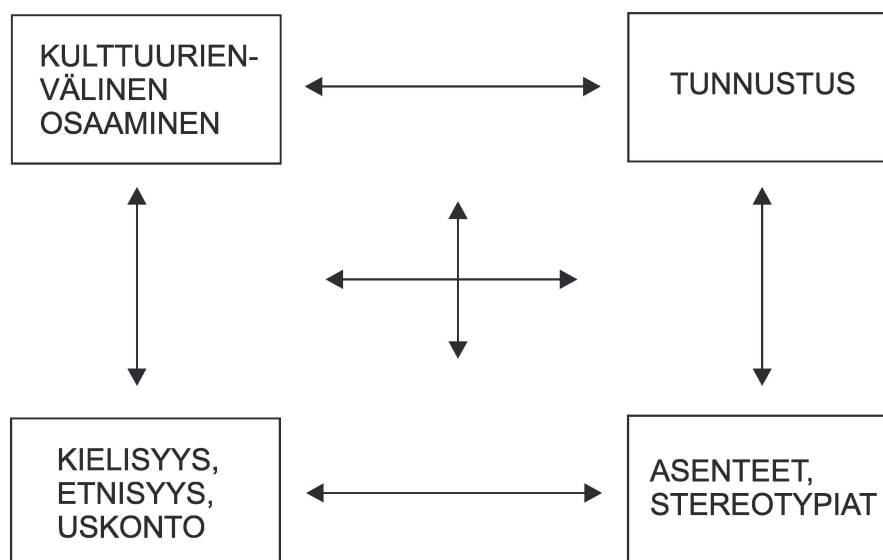 KULTTUURIEN-
VÄLINEN
OSAAMINEN
TUNNUSTUS
KIELISYYS,
ETNISYYS,
USKONTO
ASENTEET,
STEREOTYPIAT